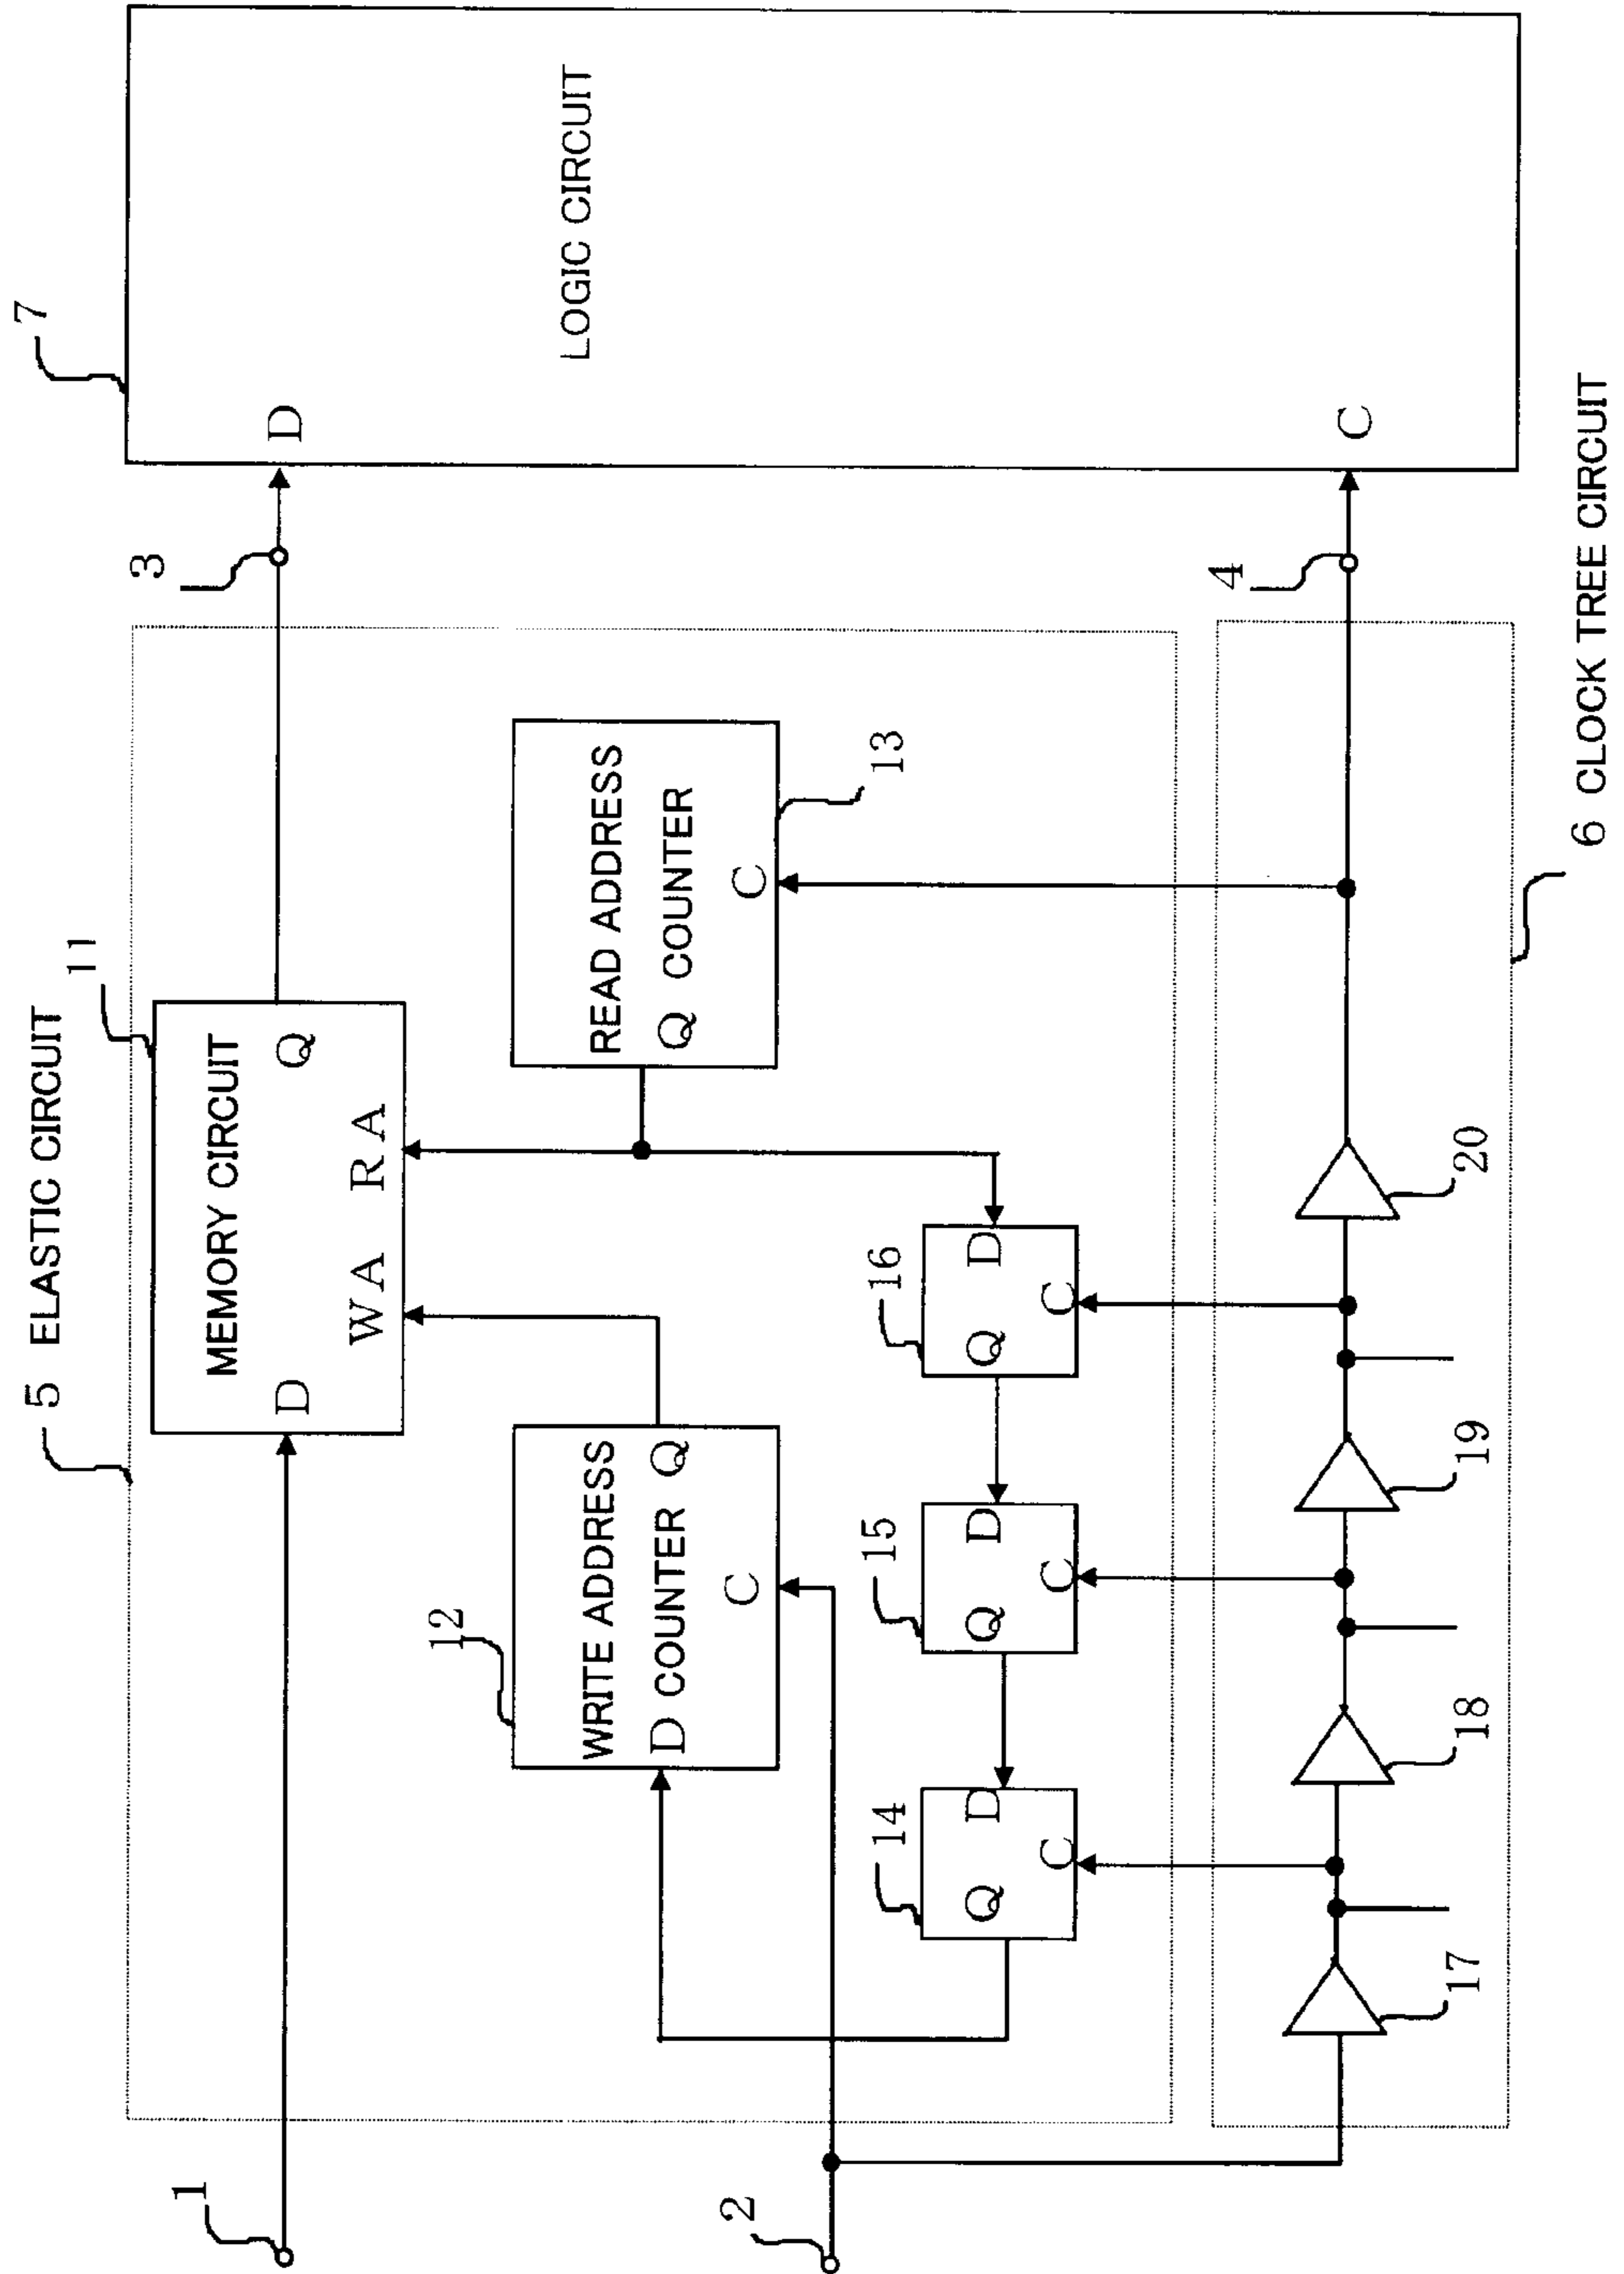 5 ELASTIC CIRCUIT
11
7
1
D
MEMORY CIRCUIT
Q
WA RA
3
D
LOGIC CIRCUIT
12
WRITE ADDRESS
D COUNTER Q
C
READ ADDRESS
Q COUNTER
C
13
2
14
Q D
C
15
Q D
C
16
Q D
C
4
C
17
18
19
20
6 CLOCK TREE CIRCUIT